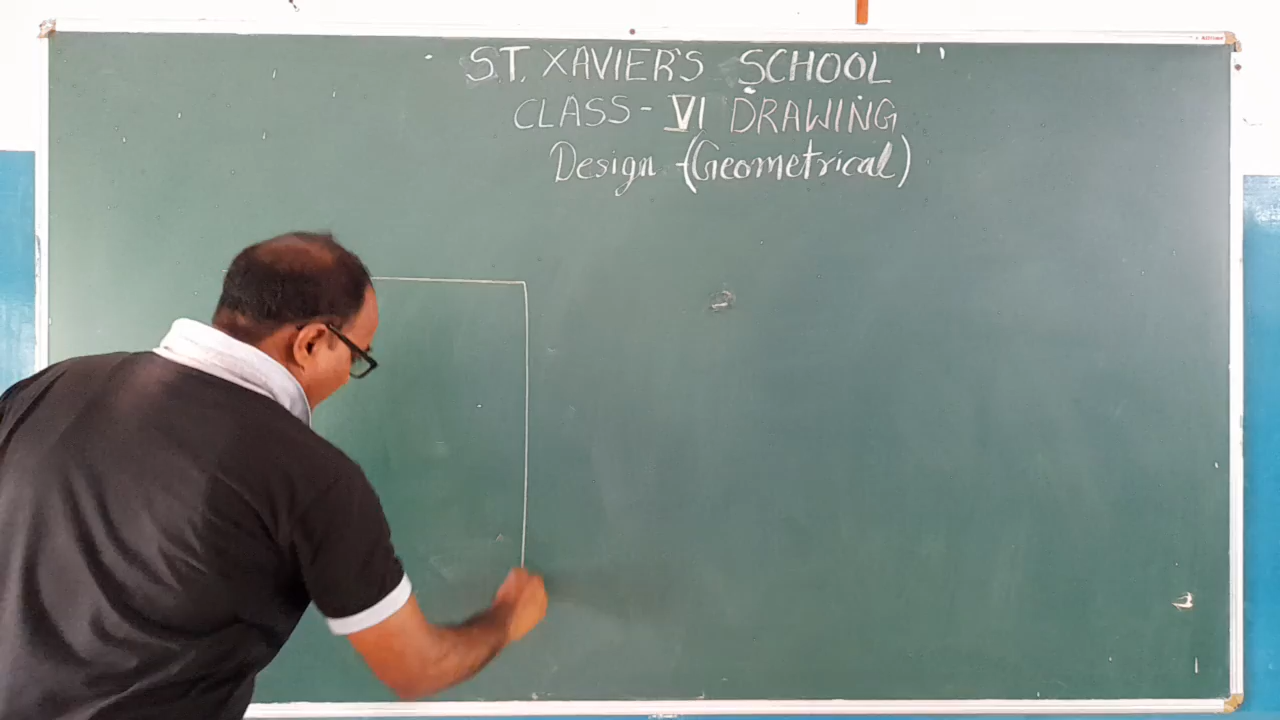 ST. XAVIER'S SCHOOL
CLASS - VI DRAWING
Design - (Geometrical)